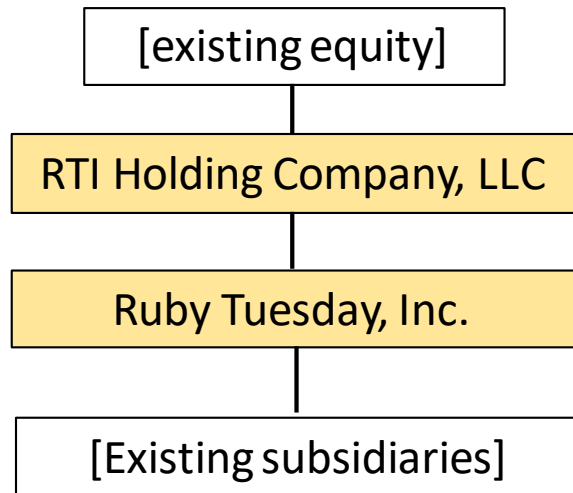 [existing equity]
RTI Holding Company, LLC
Ruby Tuesday, Inc.
[Existing subsidiaries]